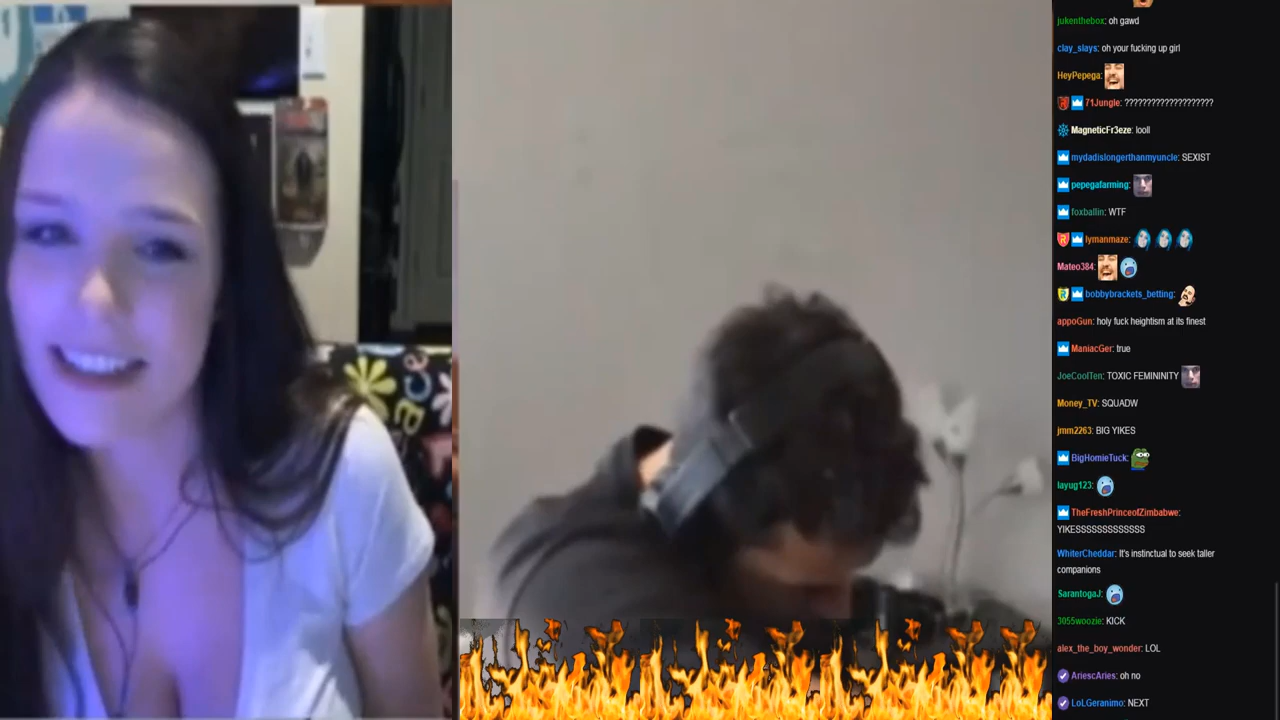 jukenthebox: oh gawd
clay_slays: oh your fucking up girl
HeyPepega:
71Jungle: ????????????????????
MagneticFr3eze: looll
mydadislongerthanmyuncle: SEXIST
pepegafarming:
foxballin: WTF
lymanmaze:
Mateo384:
bobbybrackets_betting:
appoGun: holy fuck heightism at its finest
ManiacGer: true
JoeCoolTen: TOXIC FEMININITY
Money_TV: SQUADW
jmm2263: BIG YIKES
BigHomieTuck:
layug123:
TheFreshPrinceofZimbabwe:
YIKESSSSSSSSSSSSS
WhiterCheddar: It's instinctual to seek taller
companions
SarantogaJ:
3055woozie: KICK
alex_the_boy_wonder: LOL
AriescAries: oh no
LoLGeranimo: NEXT